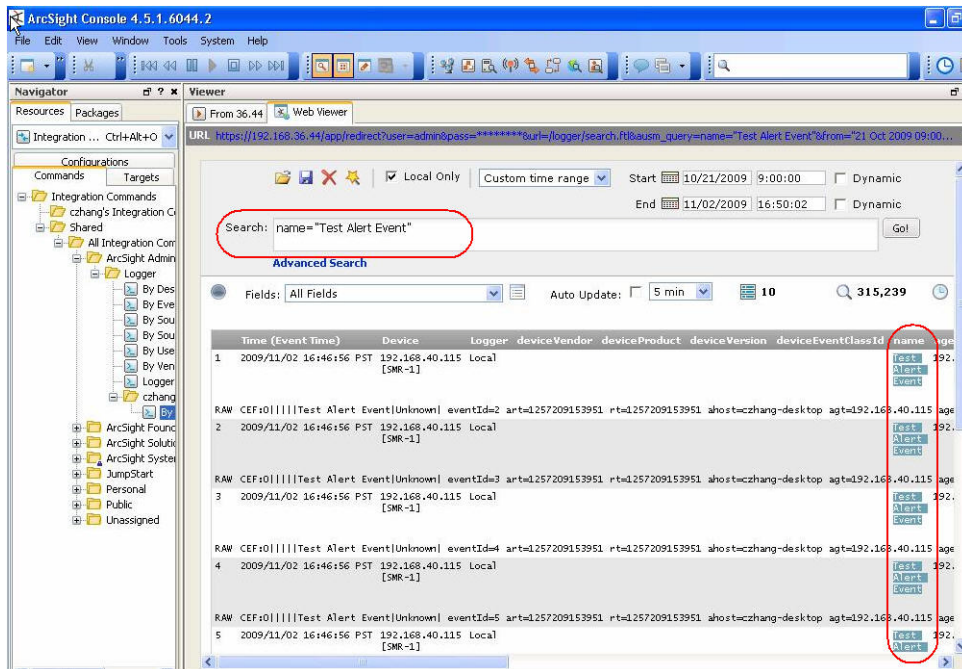 ArcSight Console 4.5.1.6044.2
File Edit View Window Tools System Help
Navigator
Viewer
Resources Packages
From 36.44 Web Viewer
Integration ... Ctrl+Alt+O
URL https://192.168.36.44/app/redirect?user=admin&pass=********&url=/logger/search.ftl&ausm_query=name="Test Alert Event"&from="21 Oct 2009 09:00...
Configurations
Commands Targets
Integration Commands
czhang's Integration C
Shared
All Integration Com
ArcSight Admin
Logger
By Des
By Eve
By Sou
By Sou
By Use
By Ven
Logger
czhang
By
ArcSight Found
ArcSight Solutio
ArcSight System
JumpStart
Personal
Public
Unassigned
Local Only Custom time range Start 10/21/2009 9:00:00 Dynamic
End 11/02/2009 16:50:02 Dynamic
Search: name="Test Alert Event" Go!
Advanced Search
Fields: All Fields Auto Update: 5 min 10 315,239
Time (Event Time) Device Logger deviceVendor deviceProduct deviceVersion deviceEventClassId name age
1 2009/11/02 16:46:56 PST 192.168.40.115 Local Test 192.
[SMR-1] Alert
Event
RAW CEF:0|||||Test Alert Event|Unknown| eventId=2 art=1257209153951 rt=1257209153951 ahost=czhang-desktop agt=192.168.40.115 age
2 2009/11/02 16:46:56 PST 192.168.40.115 Local Test 192.
[SMR-1] Alert
Event
RAW CEF:0|||||Test Alert Event|Unknown| eventId=3 art=1257209153951 rt=1257209153951 ahost=czhang-desktop agt=192.168.40.115 age
3 2009/11/02 16:46:56 PST 192.168.40.115 Local Test 192.
[SMR-1] Alert
Event
RAW CEF:0|||||Test Alert Event|Unknown| eventId=4 art=1257209153951 rt=1257209153951 ahost=czhang-desktop agt=192.168.40.115 age
4 2009/11/02 16:46:56 PST 192.168.40.115 Local Test 192.
[SMR-1] Alert
Event
RAW CEF:0|||||Test Alert Event|Unknown| eventId=5 art=1257209153951 rt=1257209153951 ahost=czhang-desktop agt=192.168.40.115 age
5 2009/11/02 16:46:56 PST 192.168.40.115 Local Test 192.
[SMR-1] Alert